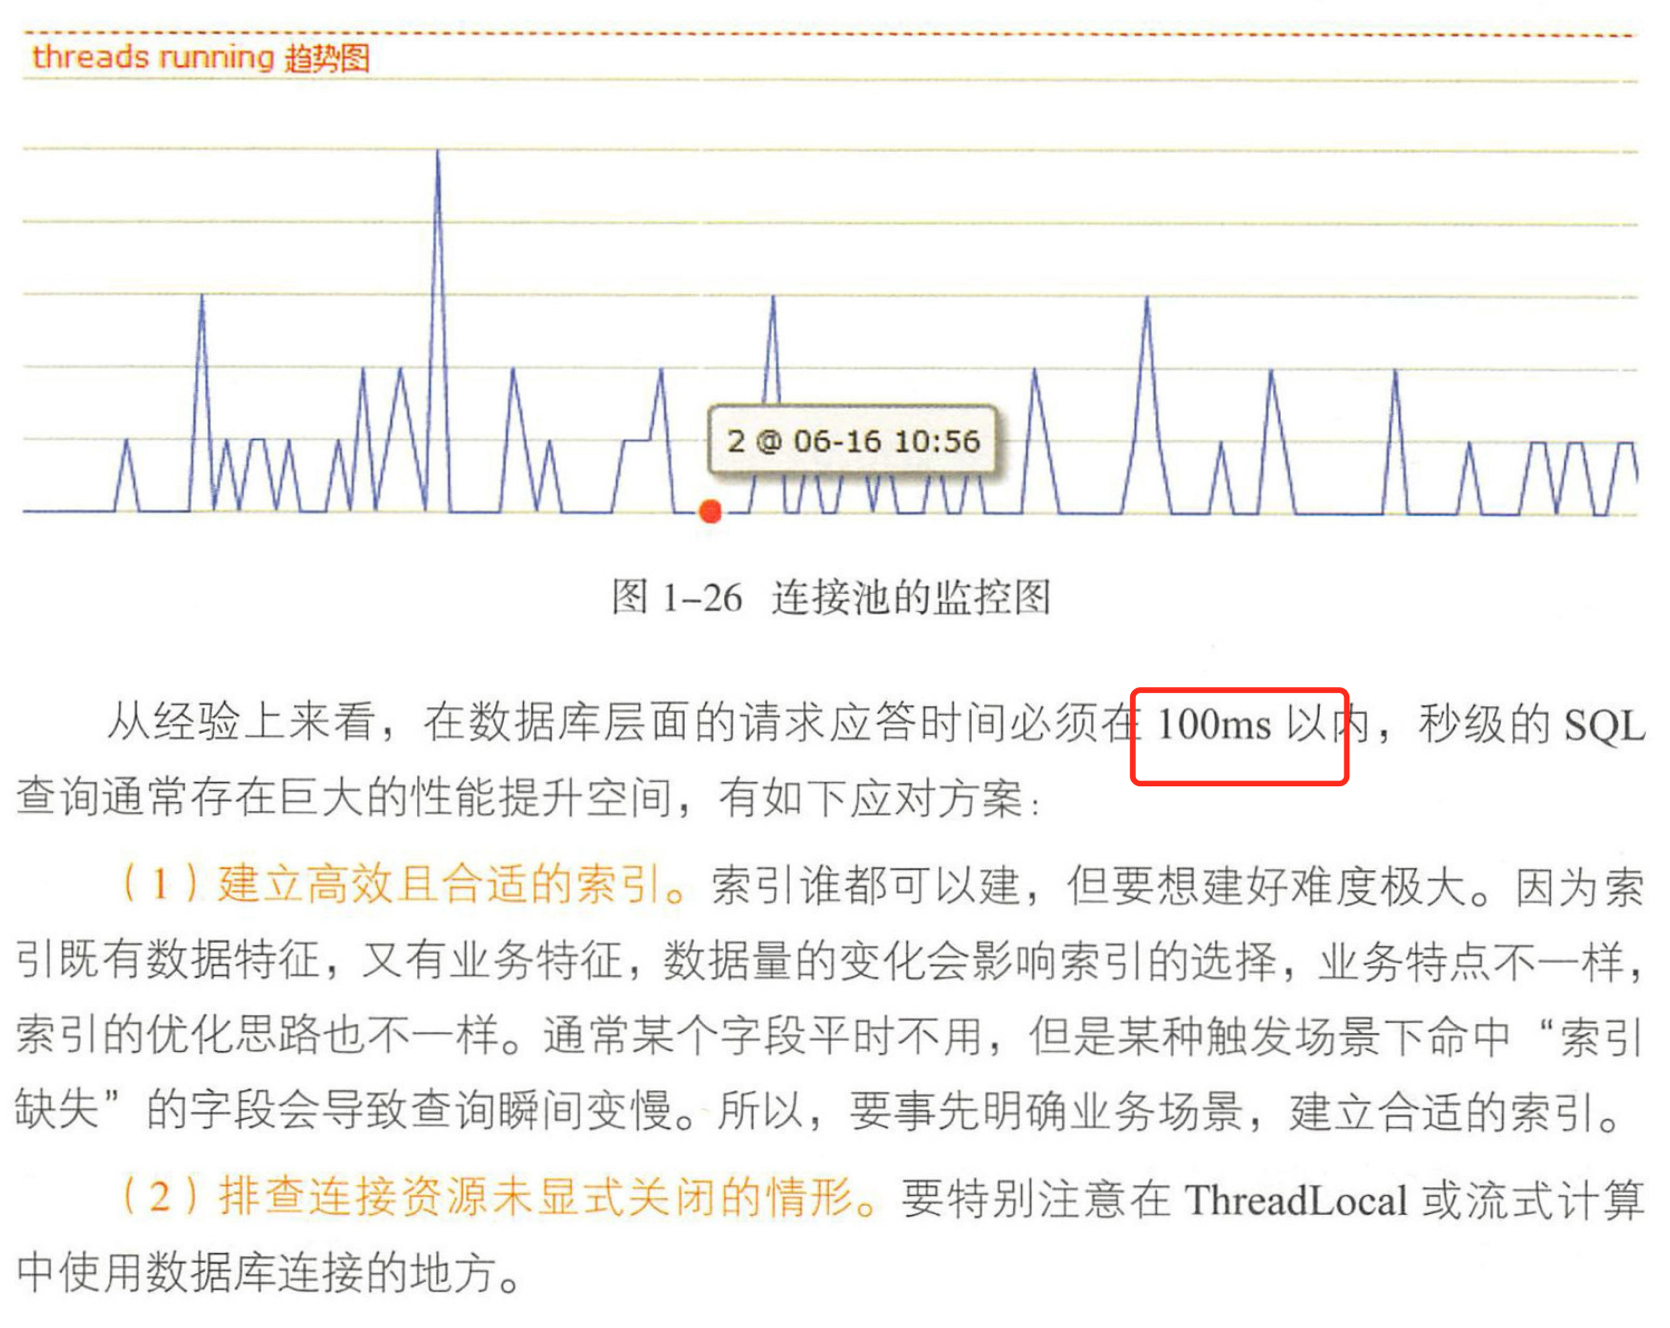 threads running 趋势图
2 @ 06-16 10:56
图 1-26 连接池的监控图
从经验上来看，在数据库层面的请求应答时间必须在 100ms 以内，秒级的 SQL
查询通常存在巨大的性能提升空间，有如下应对方案：
（1）建立高效且合适的索引。索引谁都可以建，但要想建好难度极大。因为索
引既有数据特征，又有业务特征，数据量的变化会影响索引的选择，业务特点不一样，
索引的优化思路也不一样。通常某个字段平时不用，但是某种触发场景下命中“索引
缺失”的字段会导致查询瞬间变慢。所以，要事先明确业务场景，建立合适的索引。
（2）排查连接资源未显式关闭的情形。要特别注意在 ThreadLocal 或流式计算
中使用数据库连接的地方。